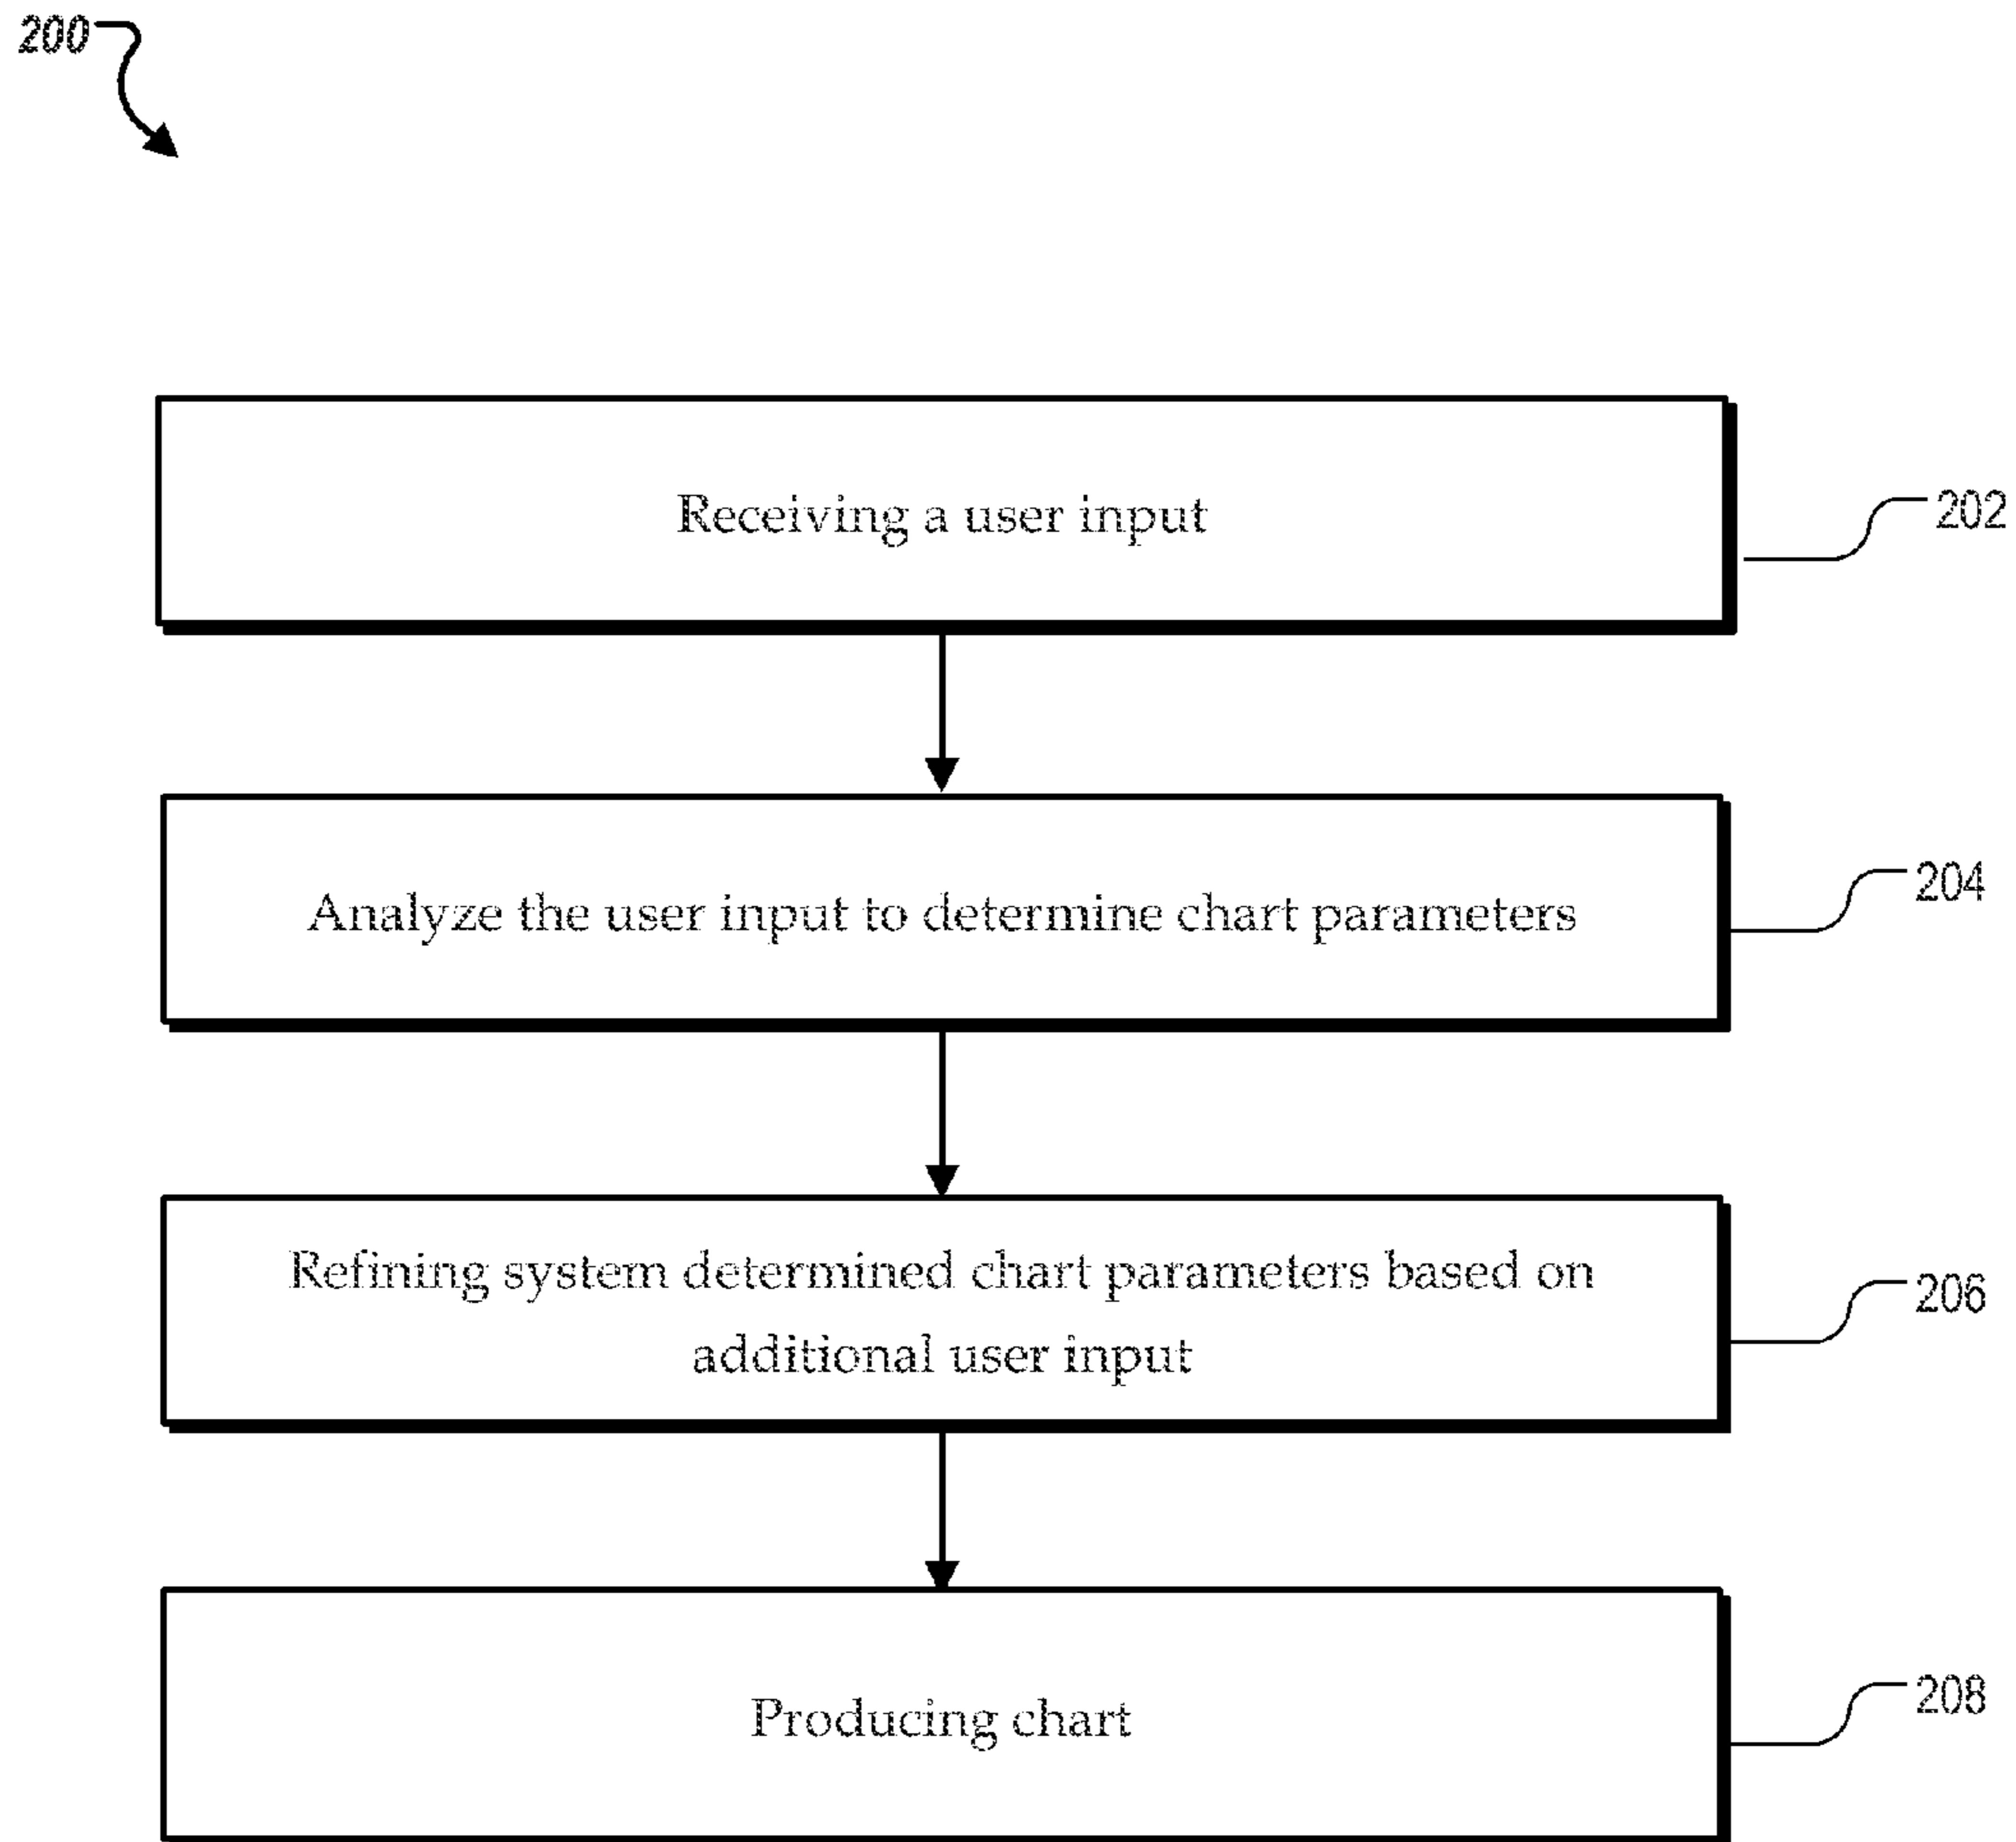 200
Receiving a user input
202
Analyze the user input to determine chart parameters
204
Refining system determined chart parameters based on
additional user input
206
Producing chart
208